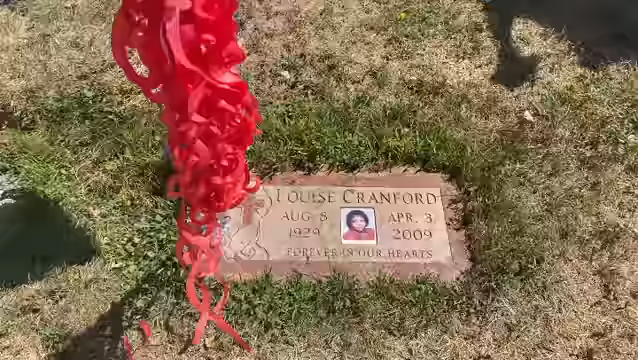 LOUISE CRANFORD
AUG 8
1929
APR. 3
2009
FOREVER IN OUR HEARTS